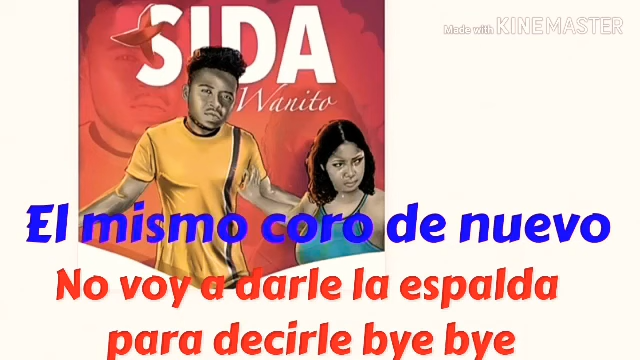 Made with KINEMASTER
SIDA
Wanito
El mismo coro de nuevo
No voy a darle la espalda
para decirle bye bye